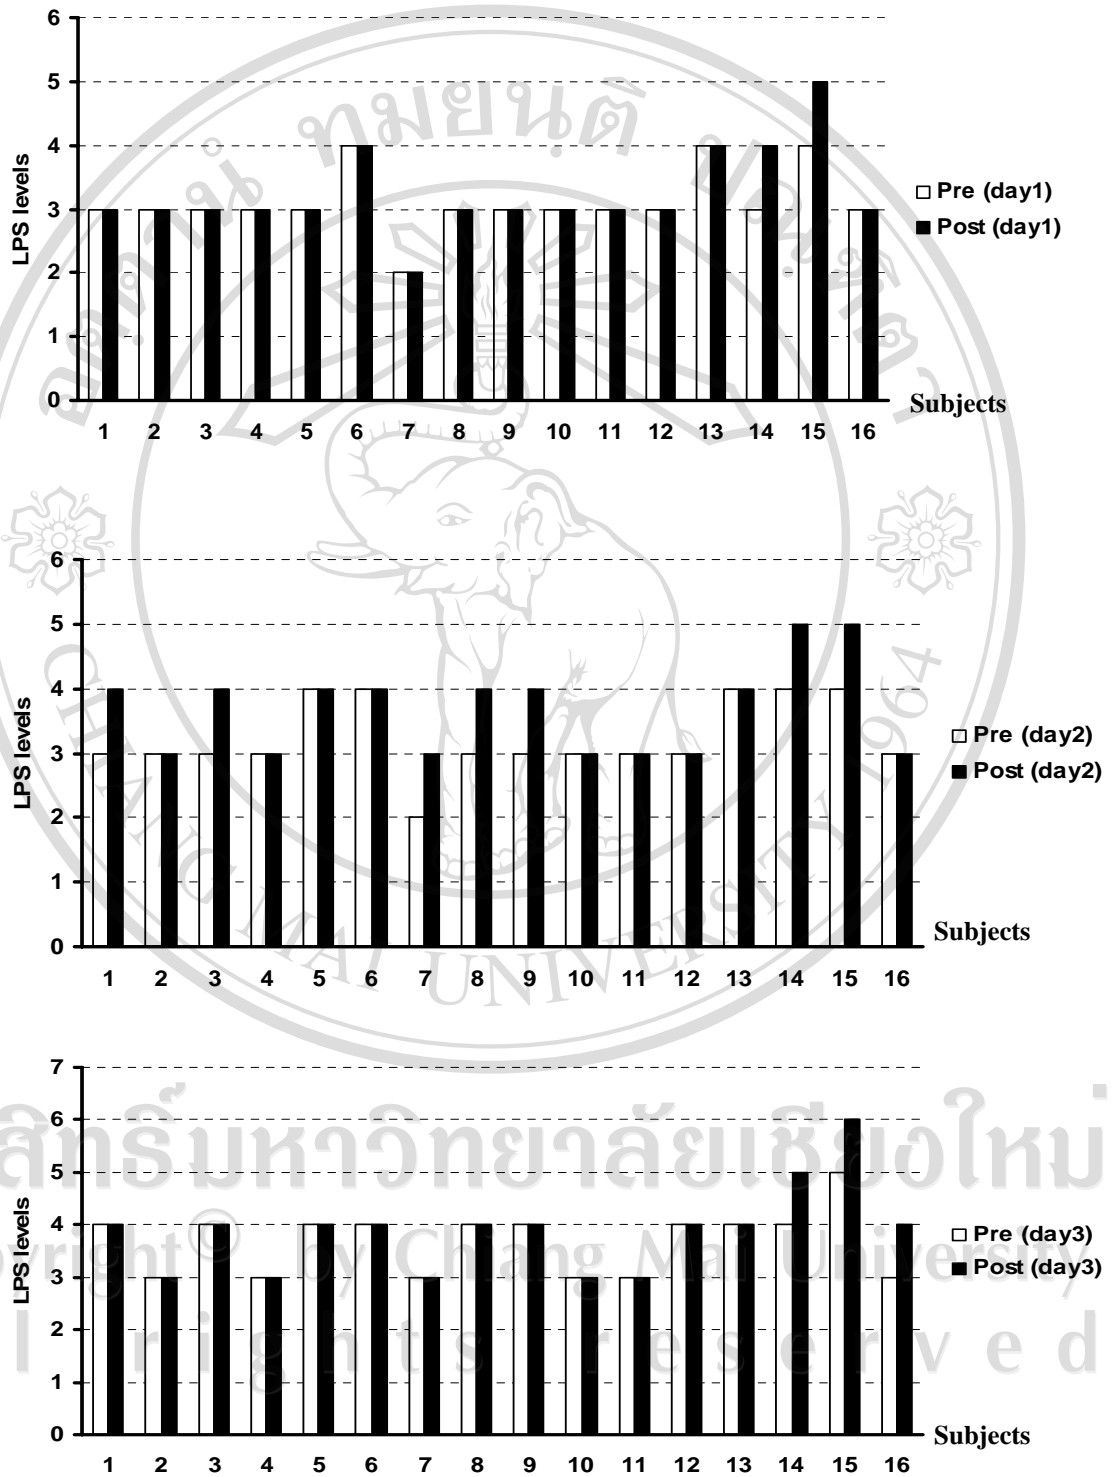 6
5
4
3
2
1
0
LPS levels
Pre (day1)
Post (day1)
Subjects
1 2 3 4 5 6 7 8 9 10 11 12 13 14 15 16
6
5
4
3
2
1
0
LPS levels
Pre (day2)
Post (day2)
Subjects
1 2 3 4 5 6 7 8 9 10 11 12 13 14 15 16
7
6
5
4
3
2
1
0
LPS levels
Pre (day3)
Post (day3)
Subjects
1 2 3 4 5 6 7 8 9 10 11 12 13 14 15 16
CHIANG MAI UNIVERSITY 1964
สิทธิ์มหาวิทยาลัยเชียงใหม่
© by Chiang Mai University
rights reserved